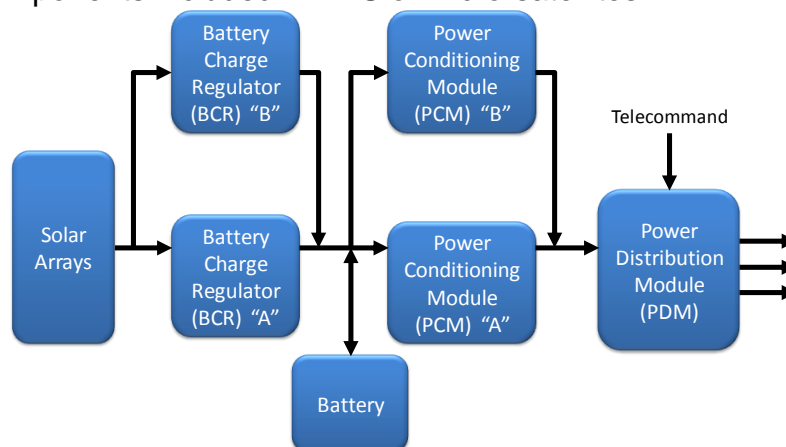 Battery
Charge
Regulator
(BCR) "B"
Power
Conditioning
Module
(PCM) "B"
Telecommand
Solar
Arrays
Battery
Charge
Regulator
(BCR) "A"
Power
Conditioning
Module
(PCM) "A"
Power
Distribution
Module
(PDM)
Battery